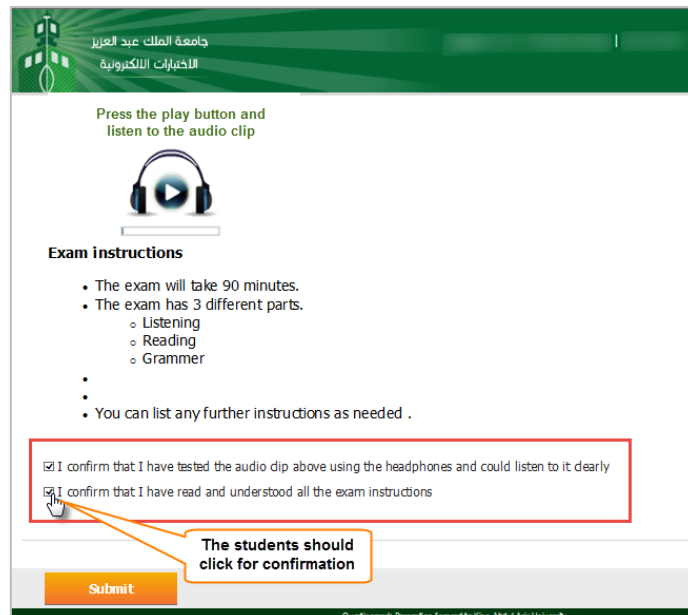 جامعة الملك عبد العزيز
الاختبارات الالكترونية
|
Press the play button and
listen to the audio clip
Exam instructions
• The exam will take 90 minutes.
• The exam has 3 different parts.
o Listening
o Reading
o Grammer
•
•
• You can list any further instructions as needed .
I confirm that I have tested the audio clip above using the headphones and could listen to it clearly
I confirm that I have read and understood all the exam instructions
The students should
click for confirmation
Submit